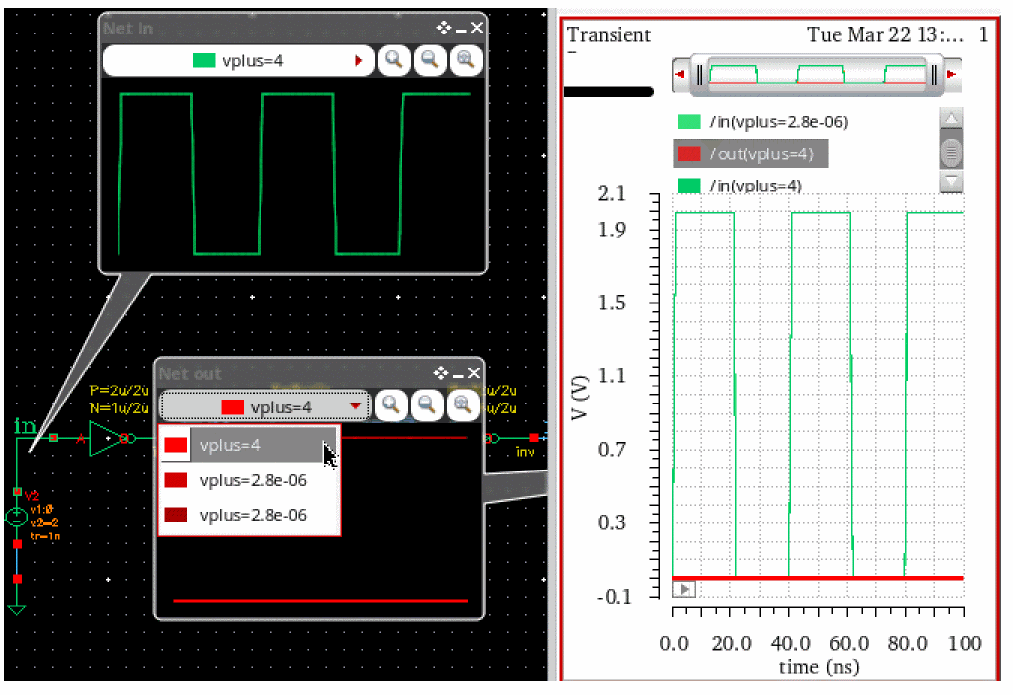 Net in
vplus=4
P=2u/2u
N=1u/2u
in
V2
v1:0
v2=2
tr=1n
Net out
vplus=4
vplus=4
vplus=2.8e-06
vplus=2.8e-06
u/2u
u/2u
inv
Transient
Tue Mar 22 13:... 1
/in(vplus=2.8e-06)
/out(vplus=4)
/in(vplus=4)
V (V)
2.1
1.9
1.5
1.1
0.7
0.3
-0.1
0.0 20.0 40.0 60.0 80.0 100
time (ns)